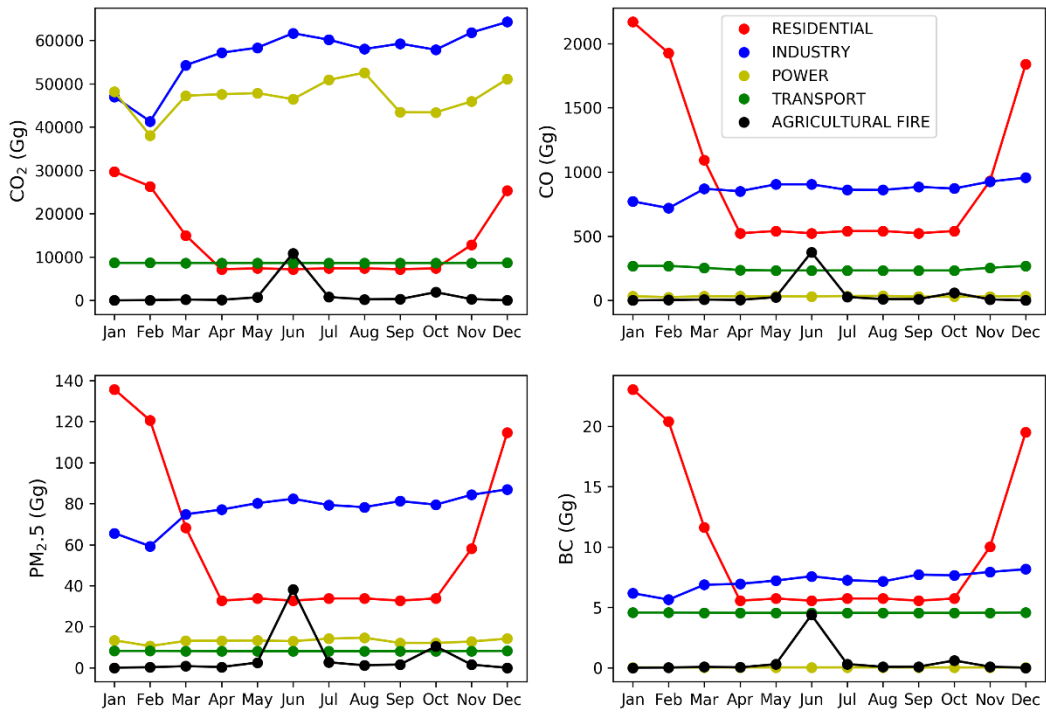 CO₂ (Gg)
60000
50000
40000
30000
20000
10000
0
Jan Feb Mar Apr May Jun Jul Aug Sep Oct Nov Dec
CO (Gg)
2000
1500
1000
500
0
RESIDENTIAL
INDUSTRY
POWER
TRANSPORT
AGRICULTURAL FIRE
Jan Feb Mar Apr May Jun Jul Aug Sep Oct Nov Dec
PM₂.5 (Gg)
140
120
100
80
60
40
20
0
Jan Feb Mar Apr May Jun Jul Aug Sep Oct Nov Dec
BC (Gg)
20
15
10
5
0
Jan Feb Mar Apr May Jun Jul Aug Sep Oct Nov Dec